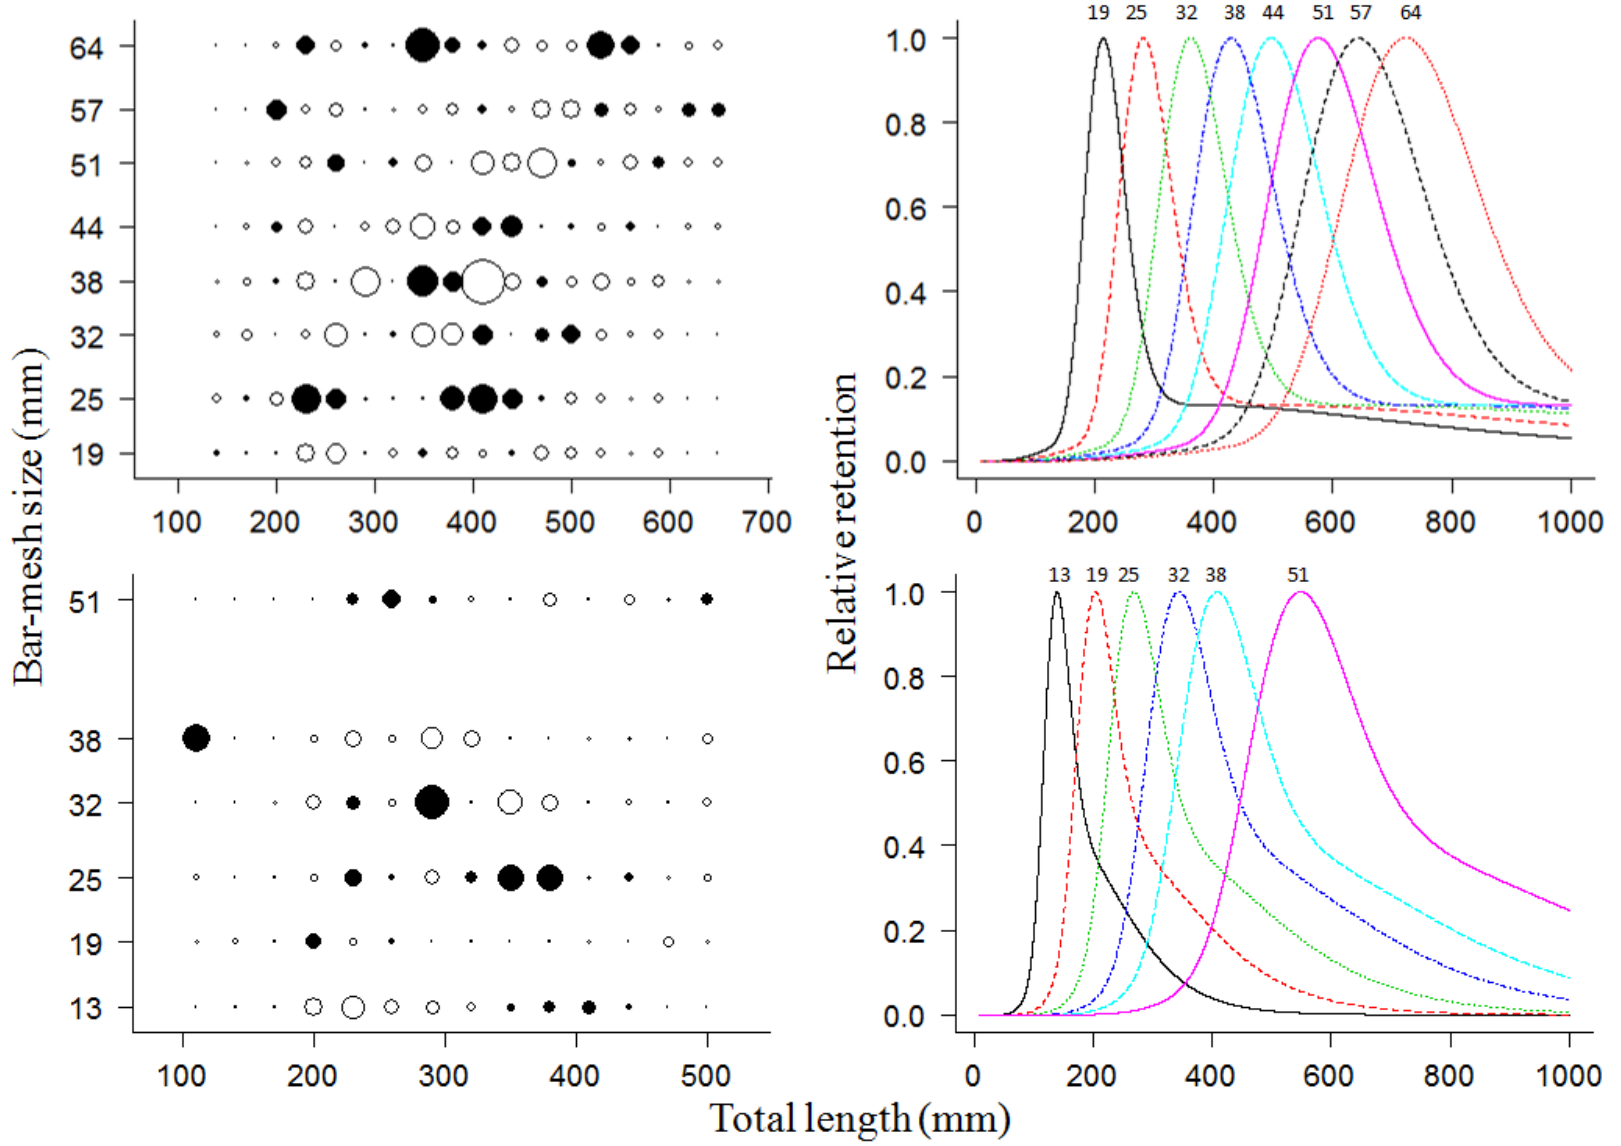 19 25 32 38 44 51 57 64
64
57
51
44
38
32
25
19
100 200 300 400 500 600 700
1.0
0.8
0.6
0.4
0.2
0.0
0 200 400 600 800 1000
Bar-mesh size (mm)
Relative retention
51
38
32
25
19
13
100 200 300 400 500
13 19 25 32 38 51
1.0
0.8
0.6
0.4
0.2
0.0
0 200 400 600 800 1000
Total length (mm)